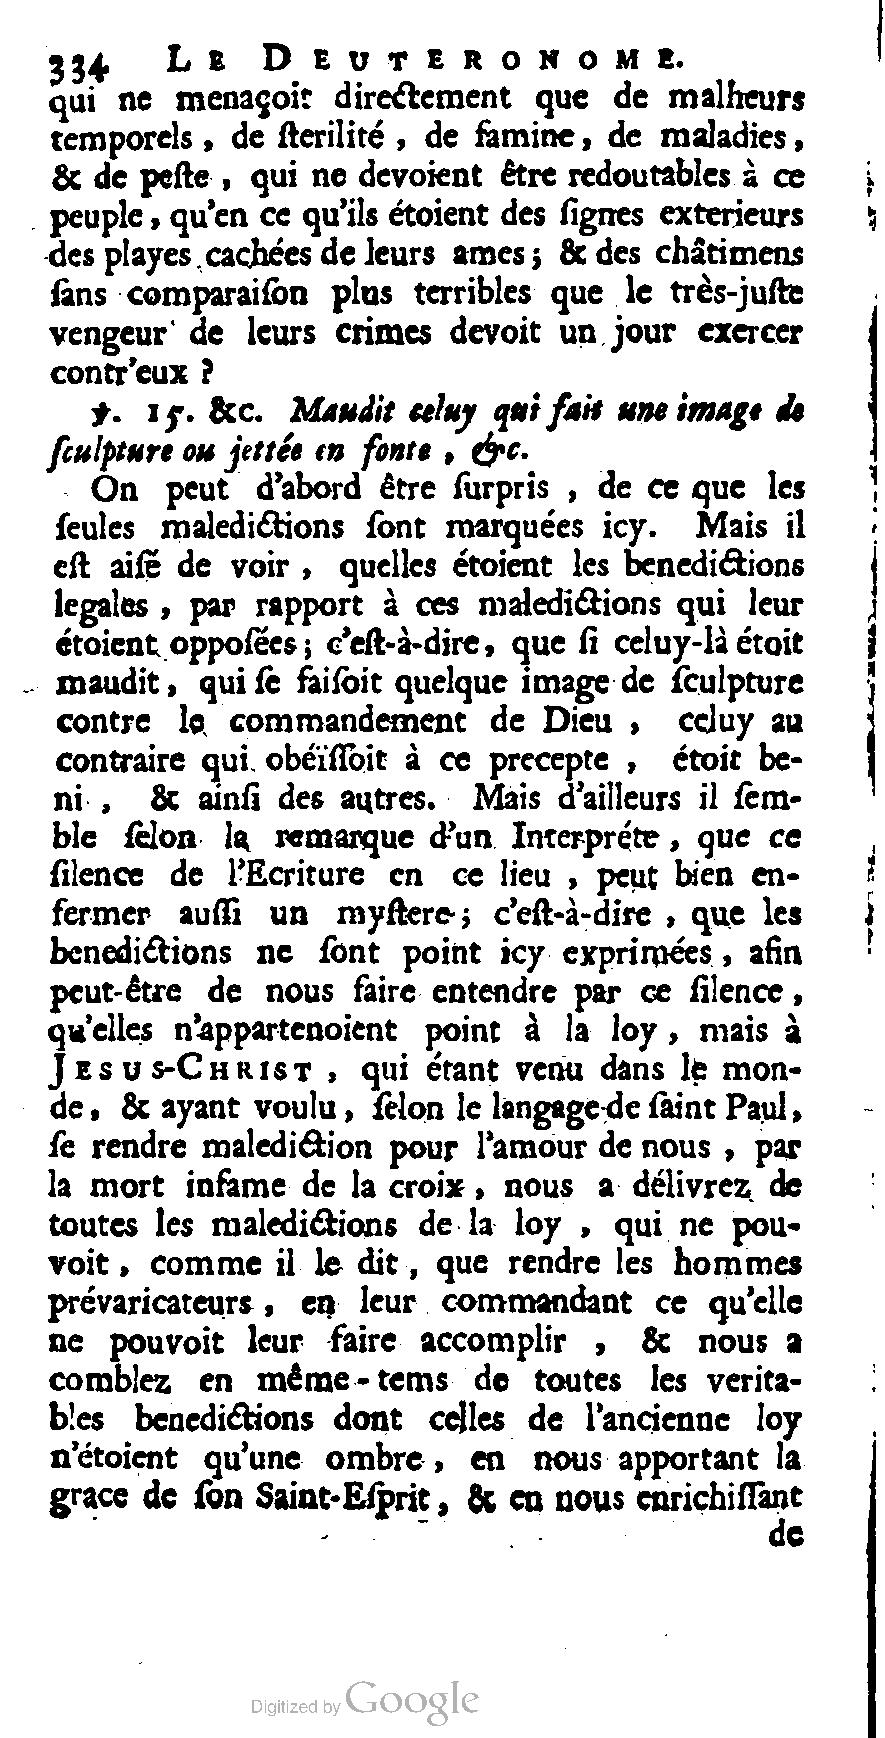 334 LE DEUTERONOME.
qui ne menaçoit directement que de malheurs
temporels, de ſterilité, de famine, de maladies,
& de peſte, qui ne devoient être redoutables à ce
peuple, qu'en ce qu'ils étoient des ſignes exterieurs
des playes cachées de leurs ames; & des châtimens
ſans comparaiſon plus terribles que le très-juſte
vengeur de leurs crimes devoit un jour exercer
contr'eux ?
℣. 15. &c. Maudit celuy qui fait une image de
ſculpture ou jettée en fonte, &c.
On peut d'abord être ſurpris, de ce que les
ſeules maledictions ſont marquées icy. Mais il
eſt aiſé de voir, quelles étoient les benedictions
legales, par rapport à ces maledictions qui leur
étoient oppoſées; c'eſt-à-dire, que ſi celuy-là étoit
maudit, qui ſe faiſoit quelque image de ſculpture
contre le commandement de Dieu, celuy au
contraire qui obéïſſoit à ce precepte, étoit be-
ni, & ainſi des autres. Mais d'ailleurs il ſem-
ble ſelon la remarque d'un Interpréte, que ce
ſilence de l'Ecriture en ce lieu, peut bien en-
fermer auſſi un myſtere; c'eſt-à-dire, que les
benedictions ne ſont point icy exprimées, afin
peut-être de nous faire entendre par ce ſilence,
qu'elles n'appartenoient point à la loy, mais à
JESUS-CHRIST, qui étant venu dans le mon-
de, & ayant voulu, ſelon le langage de ſaint Paul,
ſe rendre malediction pour l'amour de nous, par
la mort infame de la croix, nous a délivrez de
toutes les maledictions de la loy, qui ne pou-
voit, comme il le dit, que rendre les hommes
prévaricateurs, en leur commandant ce qu'elle
ne pouvoit leur faire accomplir, & nous a
comblez en même-tems de toutes les verita-
bles benedictions dont celles de l'ancienne loy
n'étoient qu'une ombre, en nous apportant la
grace de ſon Saint-Eſprit, & en nous enrichiſſant
de
Digitized by Google